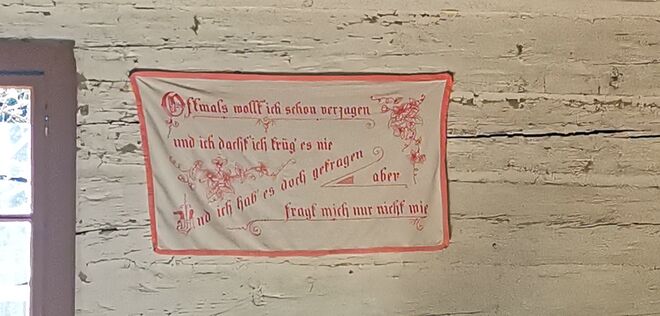 Oftmals wollt' ich schon verzagen
und ich dacht' ich trüg' es nie
Und ich hab' es doch getragen
aber
fragt mich nur nicht wie